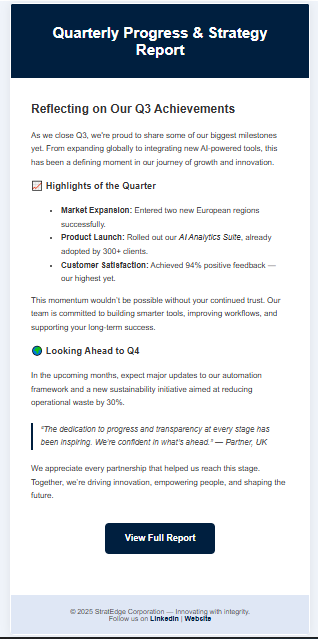 Quarterly Progress & Strategy
Report
Reflecting on Our Q3 Achievements
As we close Q3, we're proud to share some of our biggest milestones
yet. From expanding globally to integrating new AI-powered tools, this
has been a defining moment in our journey of growth and innovation.
📈 Highlights of the Quarter
• Market Expansion: Entered two new European regions
successfully.
• Product Launch: Rolled out our AI Analytics Suite, already
adopted by 300+ clients.
• Customer Satisfaction: Achieved 94% positive feedback —
our highest yet.
This momentum wouldn't be possible without your continued trust. Our
team is committed to building smarter tools, improving workflows, and
supporting your long-term success.
🌍 Looking Ahead to Q4
In the upcoming months, expect major updates to our automation
framework and a new sustainability initiative aimed at reducing
operational waste by 30%.
"The dedication to progress and transparency at every stage has
been inspiring. We're confident in what's ahead." — Partner, UK
We appreciate every partnership that helped us reach this stage.
Together, we're driving innovation, empowering people, and shaping the
future.
View Full Report
© 2025 StratEdge Corporation — Innovating with integrity.
Follow us on LinkedIn | Website